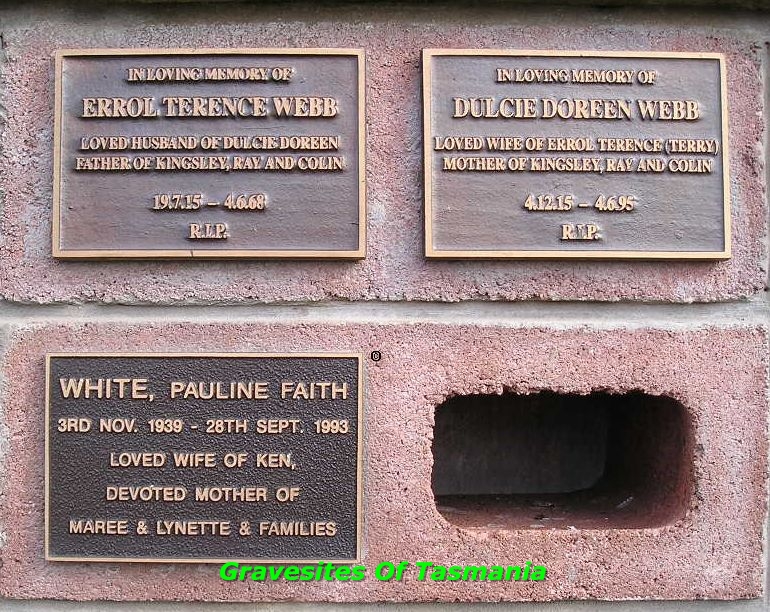 IN LOVING MEMORY OF
ERROL TERENCE WEBB
LOVED HUSBAND OF DULCIE DOREEN
FATHER OF KINGSLEY, RAY AND COLIN
19.7.15 – 4.6.68
R.I.P.
IN LOVING MEMORY OF
DULCIE DOREEN WEBB
LOVED WIFE OF ERROL TERENCE (TERRY)
MOTHER OF KINGSLEY, RAY AND COLIN
4.12.15 – 4.6.95
R.I.P.
WHITE, PAULINE FAITH
3RD NOV. 1939 - 28TH SEPT. 1993
LOVED WIFE OF KEN,
DEVOTED MOTHER OF
MAREE & LYNETTE & FAMILIES
Gravesites Of Tasmania